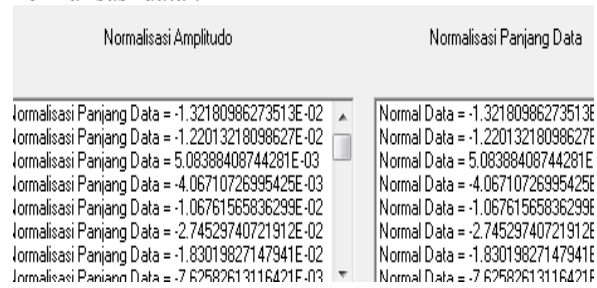 Normalisasi Amplitudo
Normalisasi Panjang Data = -1.32180986273513E-02
Normalisasi Panjang Data = -1.22013218098627E-02
Normalisasi Panjang Data = 5.08388408744281E-03
Normalisasi Panjang Data = -4.06710726995425E-03
Normalisasi Panjang Data = -1.06761565836299E-02
Normalisasi Panjang Data = -2.74529740721912E-02
Normalisasi Panjang Data = -1.83019827147941E-02
Normalisasi Panjang Data = -7.62582613116421E-03
Normalisasi Panjang Data
Normal Data = -1.32180986273513E
Normal Data = -1.22013218098627E
Normal Data = 5.08388408744281E
Normal Data = -4.06710726995425E
Normal Data = -1.06761565836299E
Normal Data = -2.74529740721912E
Normal Data = -1.83019827147941E
Normal Data = -7.62582613116421E